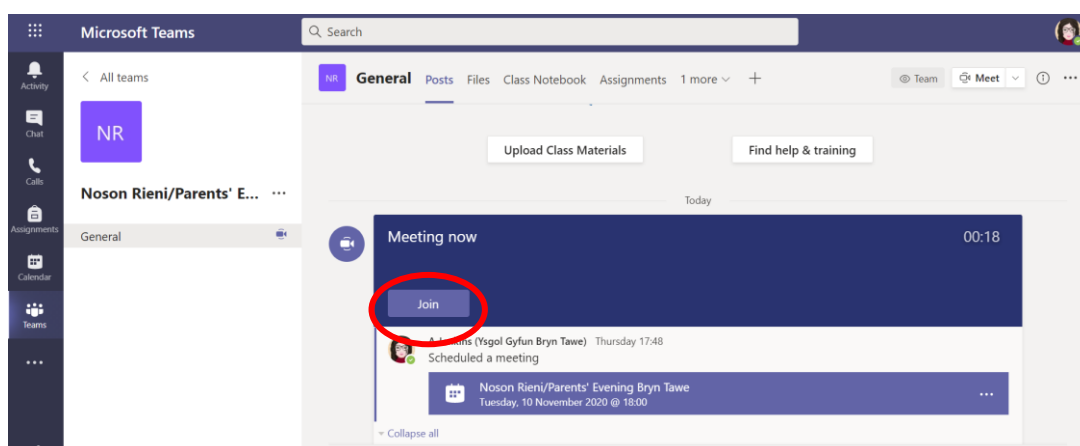 Microsoft Teams
Search
Activity
Chat
Calls
Assignments
Calendar
Teams
All teams
NR
Noson Rieni/Parents' E...
General
NR General Posts Files Class Notebook Assignments 1 more
Team
Meet
Upload Class Materials
Find help & training
Today
Meeting now 00:18
Join
(Ysgol Gyfun Bryn Tawe) Thursday 17:48
Scheduled a meeting
Noson Rieni/Parents' Evening Bryn Tawe
Tuesday, 10 November 2020 @ 18:00
Collapse all